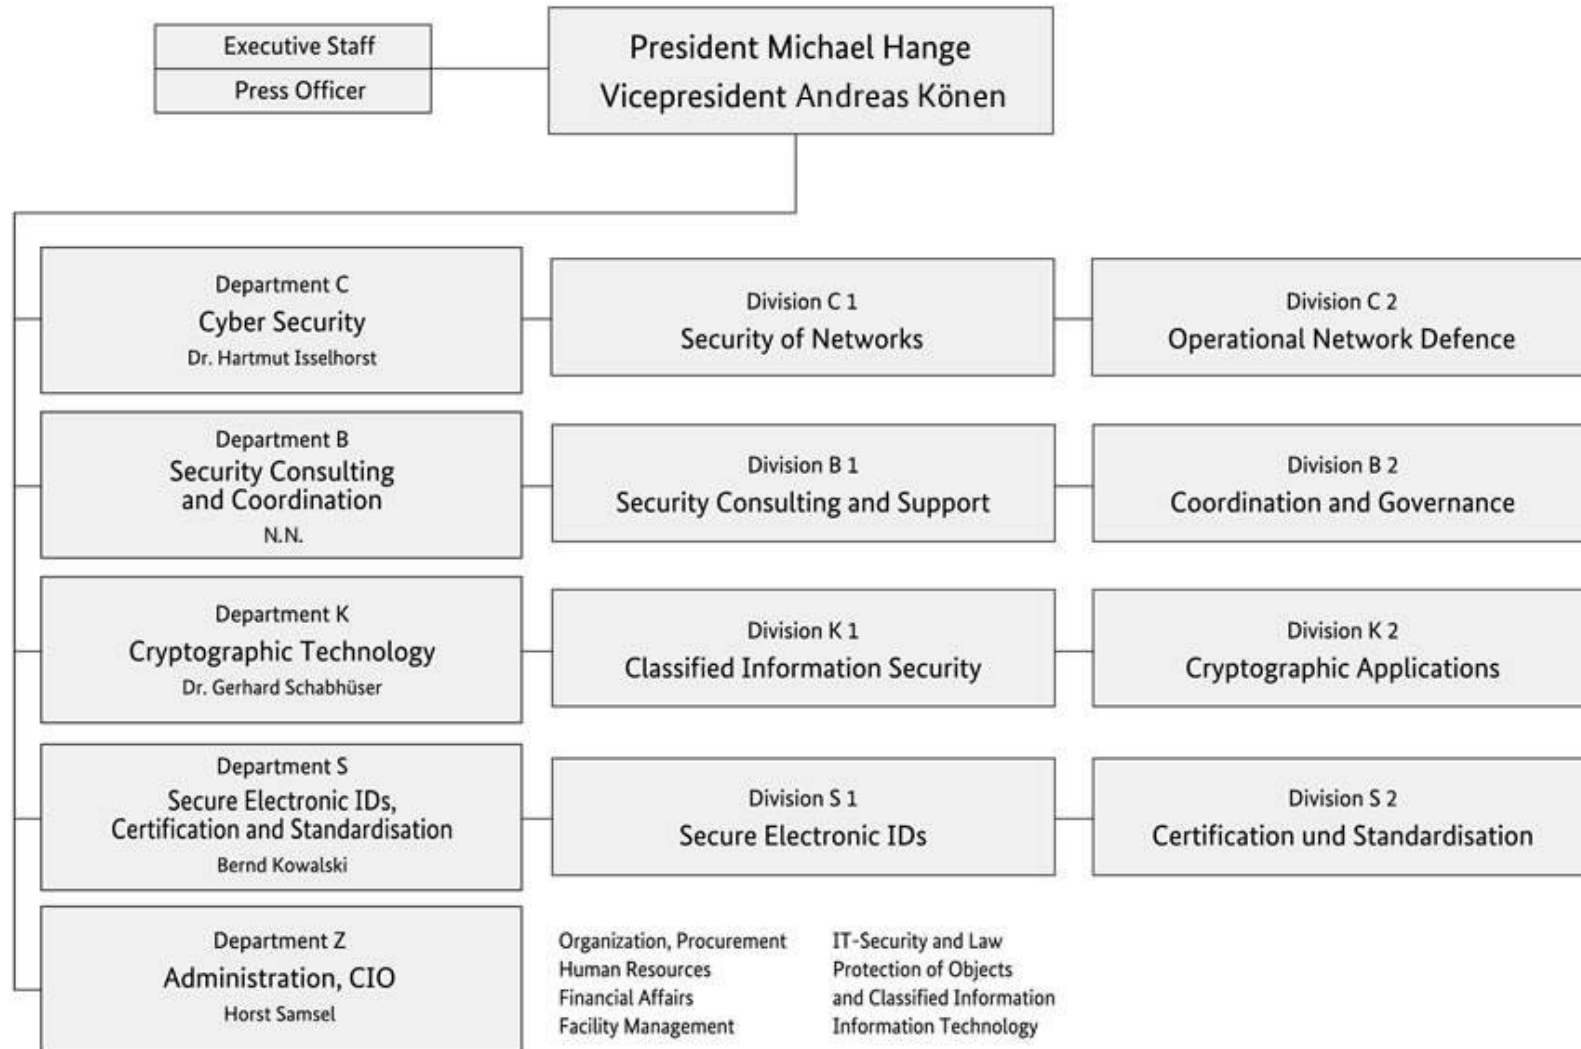 Executive Staff
Press Officer
President Michael Hange
Vicepresident Andreas Könen
Department C
Cyber Security
Dr. Hartmut Isselhorst
Division C 1
Security of Networks
Division C 2
Operational Network Defence
Department B
Security Consulting
and Coordination
N.N.
Division B 1
Security Consulting and Support
Division B 2
Coordination and Governance
Department K
Cryptographic Technology
Dr. Gerhard Schabhüser
Division K 1
Classified Information Security
Division K 2
Cryptographic Applications
Department S
Secure Electronic IDs,
Certification and Standardisation
Bernd Kowalski
Division S 1
Secure Electronic IDs
Division S 2
Certification und Standardisation
Department Z
Administration, CIO
Horst Samsel
Organization, Procurement
Human Resources
Financial Affairs
Facility Management
IT-Security and Law
Protection of Objects
and Classified Information
Information Technology